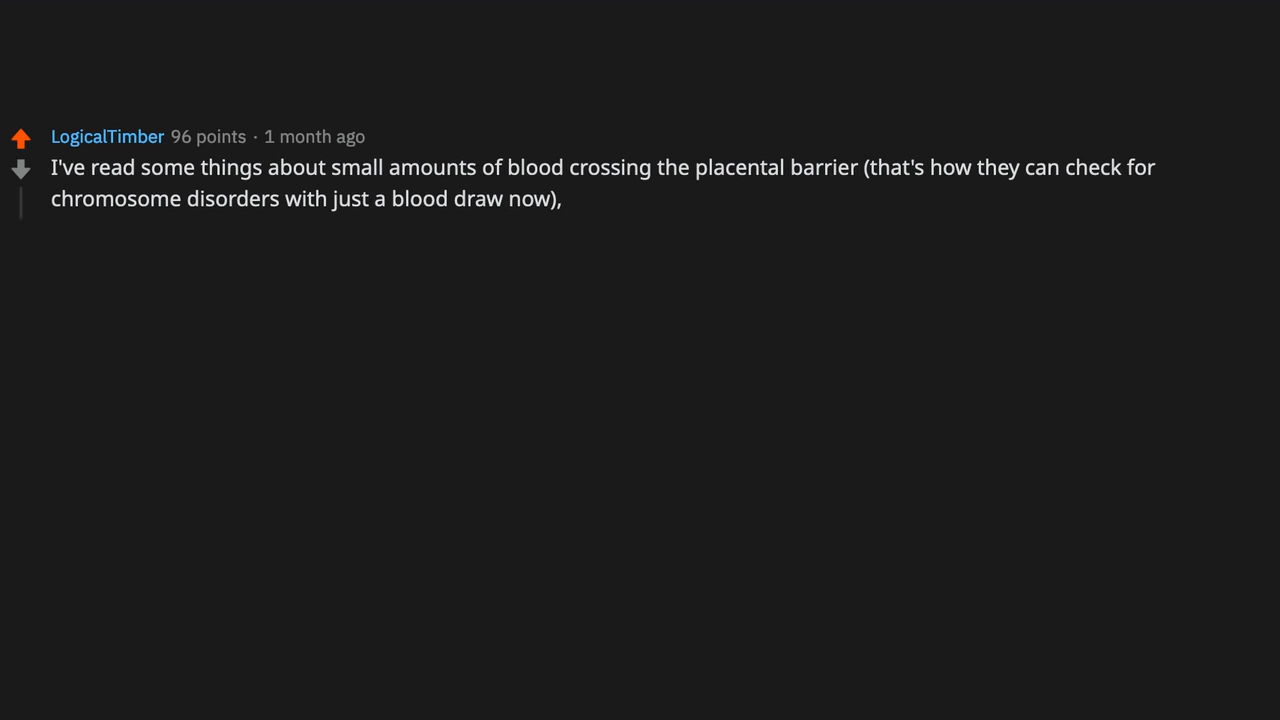 LogicalTimber 96 points · 1 month ago
I've read some things about small amounts of blood crossing the placental barrier (that's how they can check for
chromosome disorders with just a blood draw now),